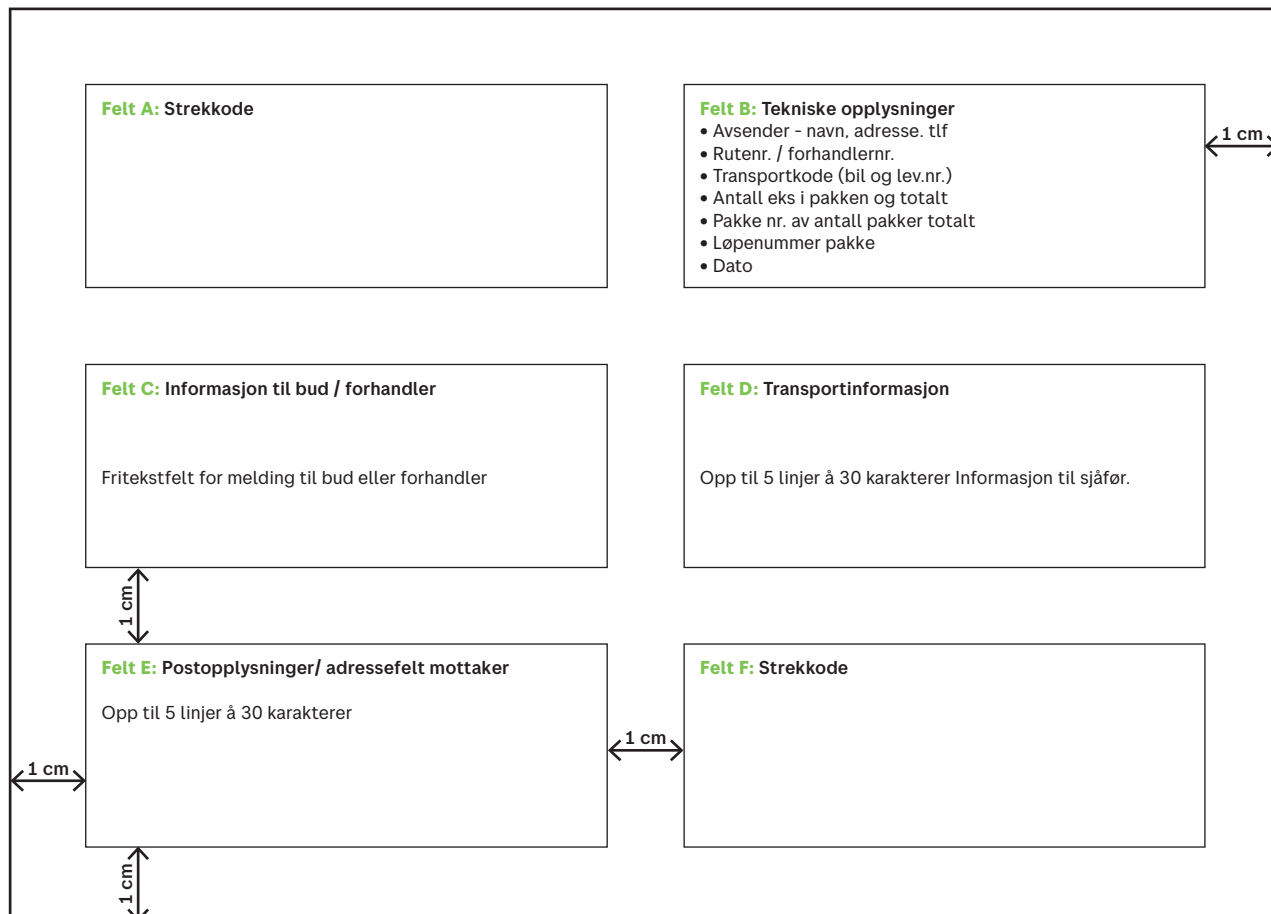 Felt A: Strekkode
Felt B: Tekniske opplysninger
• Avsender - navn, adresse. tlf
• Rutenr. / forhandlernr.
• Transportkode (bil og lev.nr.)
• Antall eks i pakken og totalt
• Pakke nr. av antall pakker totalt
• Løpenummer pakke
• Dato
1 cm
Felt C: Informasjon til bud / forhandler
Fritekstfelt for melding til bud eller forhandler
Felt D: Transportinformasjon
Opp til 5 linjer å 30 karakterer Informasjon til sjåfør.
1 cm
Felt E: Postopplysninger/ adressefelt mottaker
Opp til 5 linjer å 30 karakterer
Felt F: Strekkode
1 cm
1 cm
1 cm